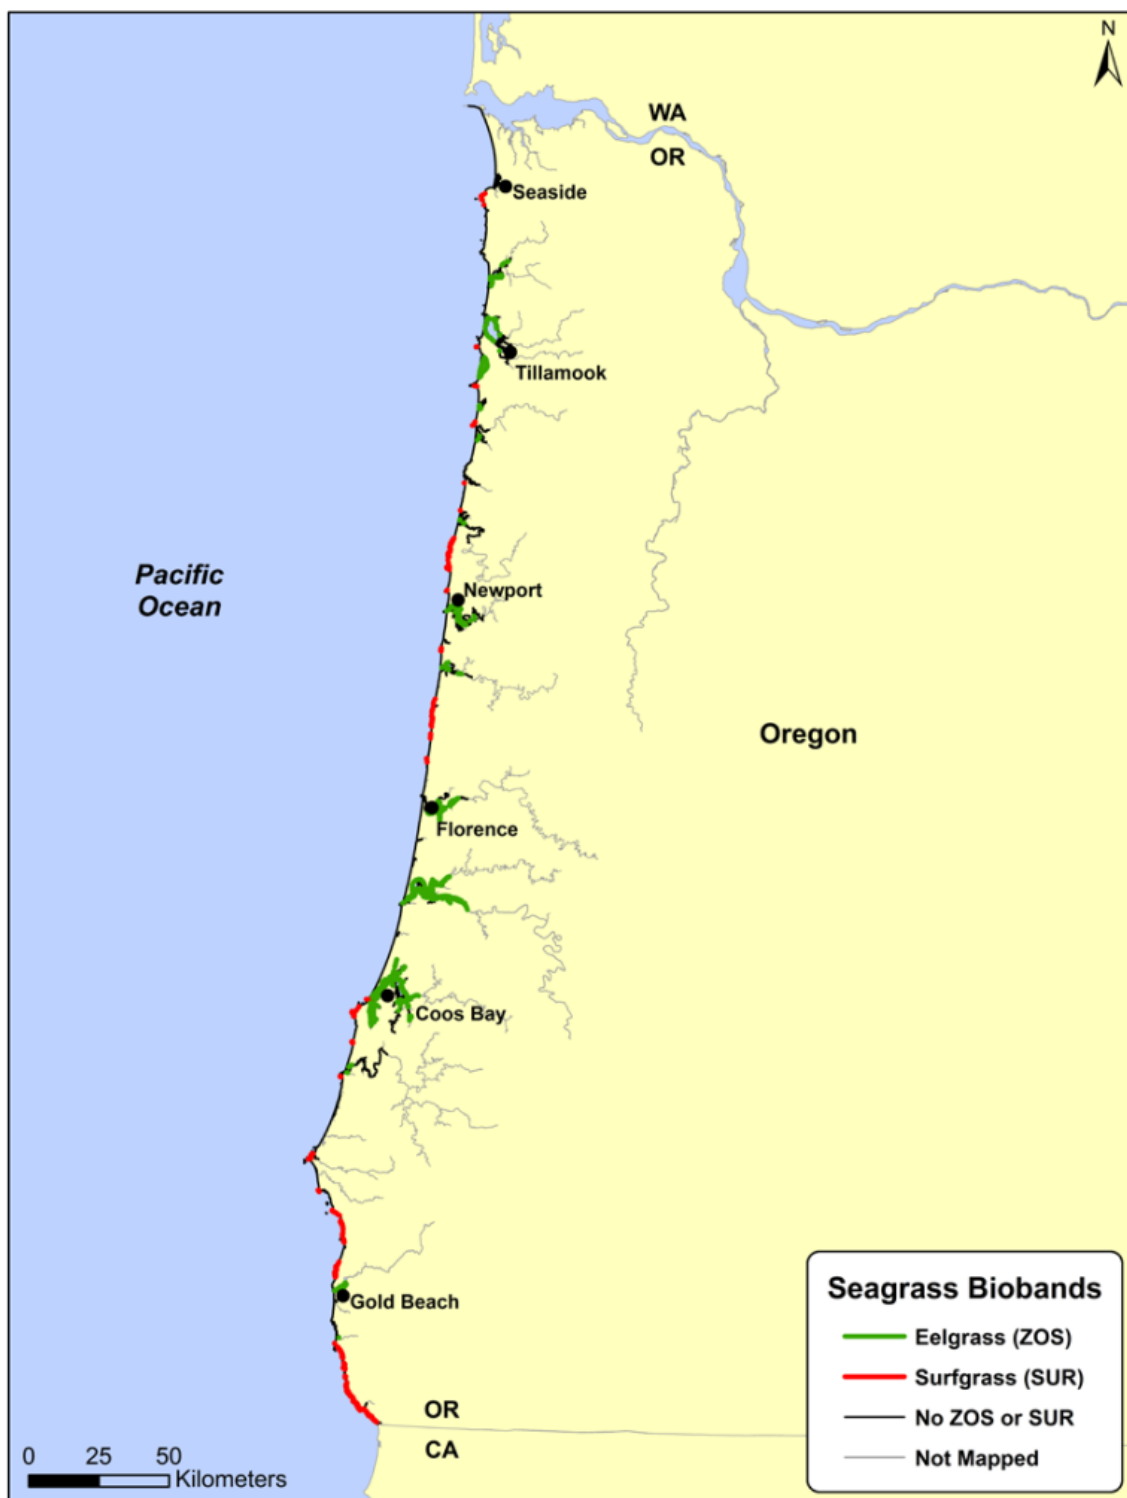 N
WA
OR
Seaside
Tillamook
Pacific
Ocean
Newport
Oregon
Florence
Coos Bay
Gold Beach
OR
CA
0 25 50
Kilometers
Seagrass Biobands
Eelgrass (ZOS)
Surfgrass (SUR)
No ZOS or SUR
Not Mapped